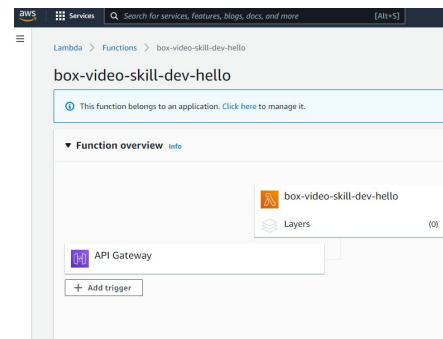 aws
Services
Search for services, features, blogs, docs, and more
[Alt+S]
Lambda > Functions > box-video-skill-dev-hello
box-video-skill-dev-hello
This function belongs to an application. Click here to manage it.
Function overview Info
box-video-skill-dev-hello
Layers (0)
API Gateway
+ Add trigger